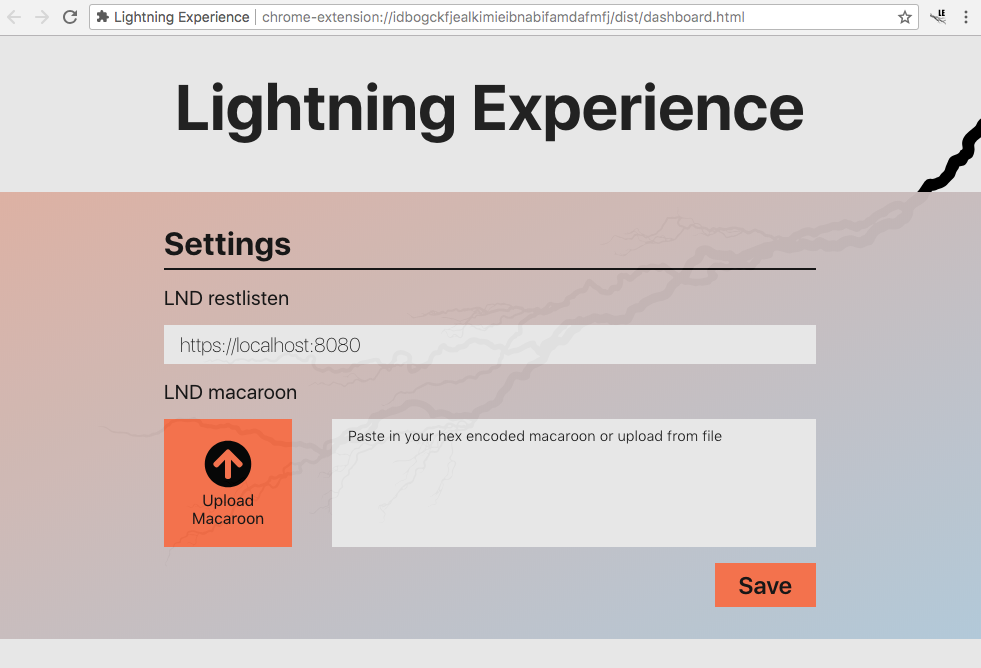 Lightning Experience | chrome-extension://idbogckfjealkimieibnabifamdafmfj/dist/dashboard.html
LE
Lightning Experience
Settings
LND restlisten
https://localhost:8080
LND macaroon
Paste in your hex encoded macaroon or upload from file
Upload
Macaroon
Save